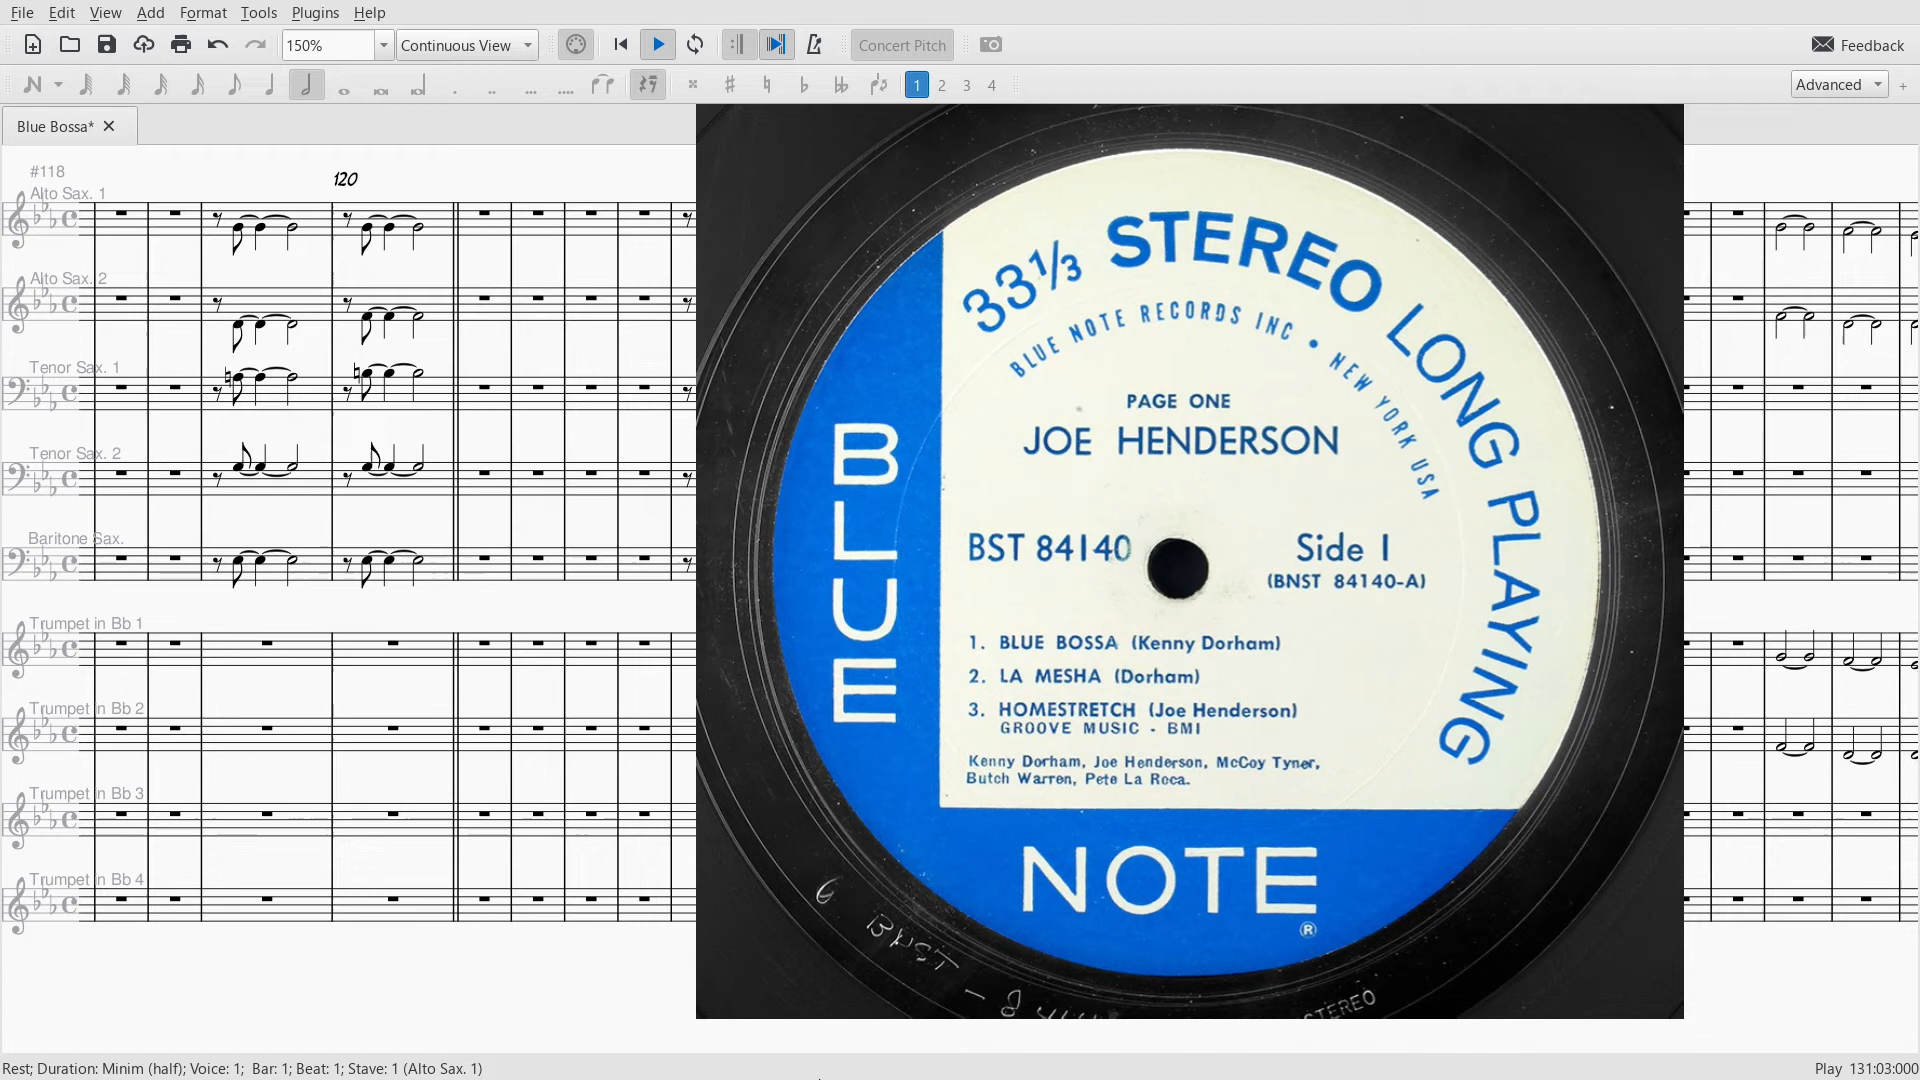 File Edit View Add Format Tools Plugins Help
150% Continuous View Concert Pitch Feedback
1 2 3 4 Advanced +
Blue Bossa*
#118
120
Alto Sax. 1
Alto Sax. 2
Tenor Sax. 1
Tenor Sax. 2
Baritone Sax.
Trumpet in Bb 1
Trumpet in Bb 2
Trumpet in Bb 3
Trumpet in Bb 4
33⅓ STEREO LONG PLAYING
BLUE NOTE RECORDS INC • NEW YORK USA
PAGE ONE
JOE HENDERSON
BST 84140 Side 1
(BNST 84140-A)
1. BLUE BOSSA (Kenny Dorham)
2. LA MESHA (Dorham)
3. HOMESTRETCH (Joe Henderson)
GROOVE MUSIC - BMI
Kenny Dorham, Joe Henderson, McCoy Tyner,
Butch Warren, Pete La Roca.
BLUE
NOTE
®
STEREO
Rest; Duration: Minim (half); Voice: 1; Bar: 1; Beat: 1; Stave: 1 (Alto Sax. 1) Play 131:03:000